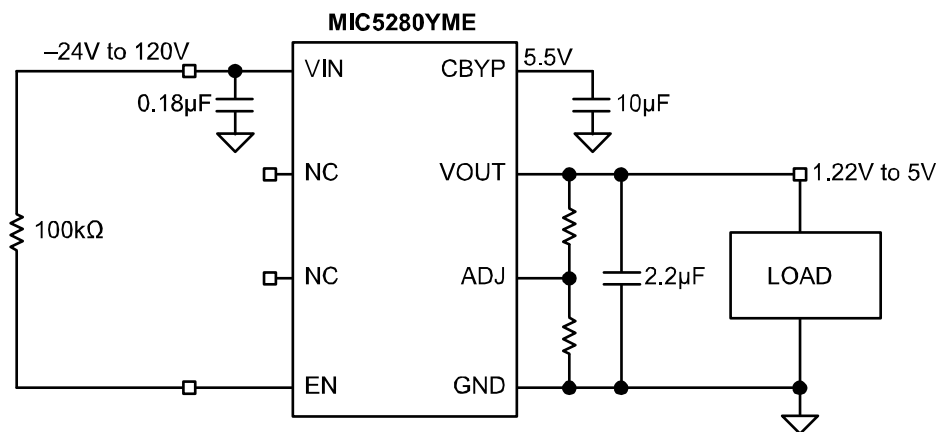 MIC5280YME
–24V to 120V
VIN
CBYP
5.5V
0.18µF
10µF
NC
VOUT
1.22V to 5V
100kΩ
NC
ADJ
2.2µF
LOAD
EN
GND